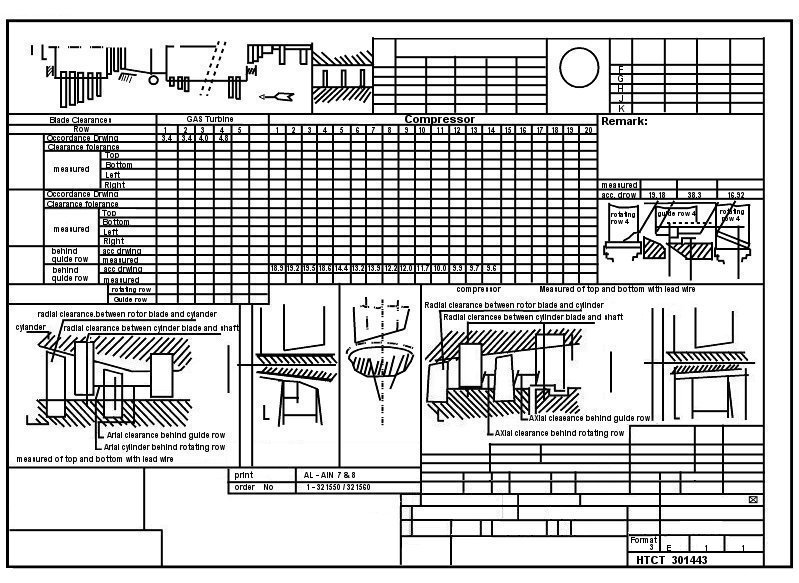 F
G
H
J
K
Blade Clearances GAS Turbine Compressor Remark:
Row 1 2 3 4 5 1 2 3 4 5 6 7 8 9 10 11 12 13 14 15 16 17 18 19 20
Occordance Drwing 3.4 3.4 4.0 4.8
Clearance folerance
measured
Top
Bottom
Left
Right
measured
acc. drow 19.18 38.3 16.92
Occordance Drwing
Clearance folerance
measured
Top
Bottom
Left
Right
rotating row 4
guide row 4
roting row 4
behind guide row
acc drwing
measured
behind guide row
acc drwing 18.9 19.2 19.5 18.6 14.4 13.2 13.9 12.2 12.0 11.7 10.0 9.9 9.7 9.6
measured
rotating row
Guide row
compressor Measured of top and bottom with lead wire
radial clearance.between rotor blade and cylander
cylander
radial clearance between cylinder blade and shaft
Arial clearance behind guide row
Arial cylinder behind rotating row
measured of top and bottom with lead wire
Radial clearance between rotor blade and cylinder
Radial clearencee between cylinder blade and shaft
AXial cleaeance behind guide row
AXial clearance behind rotating row
print AL - AIN 7 & 8
order No 1 - 321550 / 321560
Format
3 E 1 1
HTCT 301443